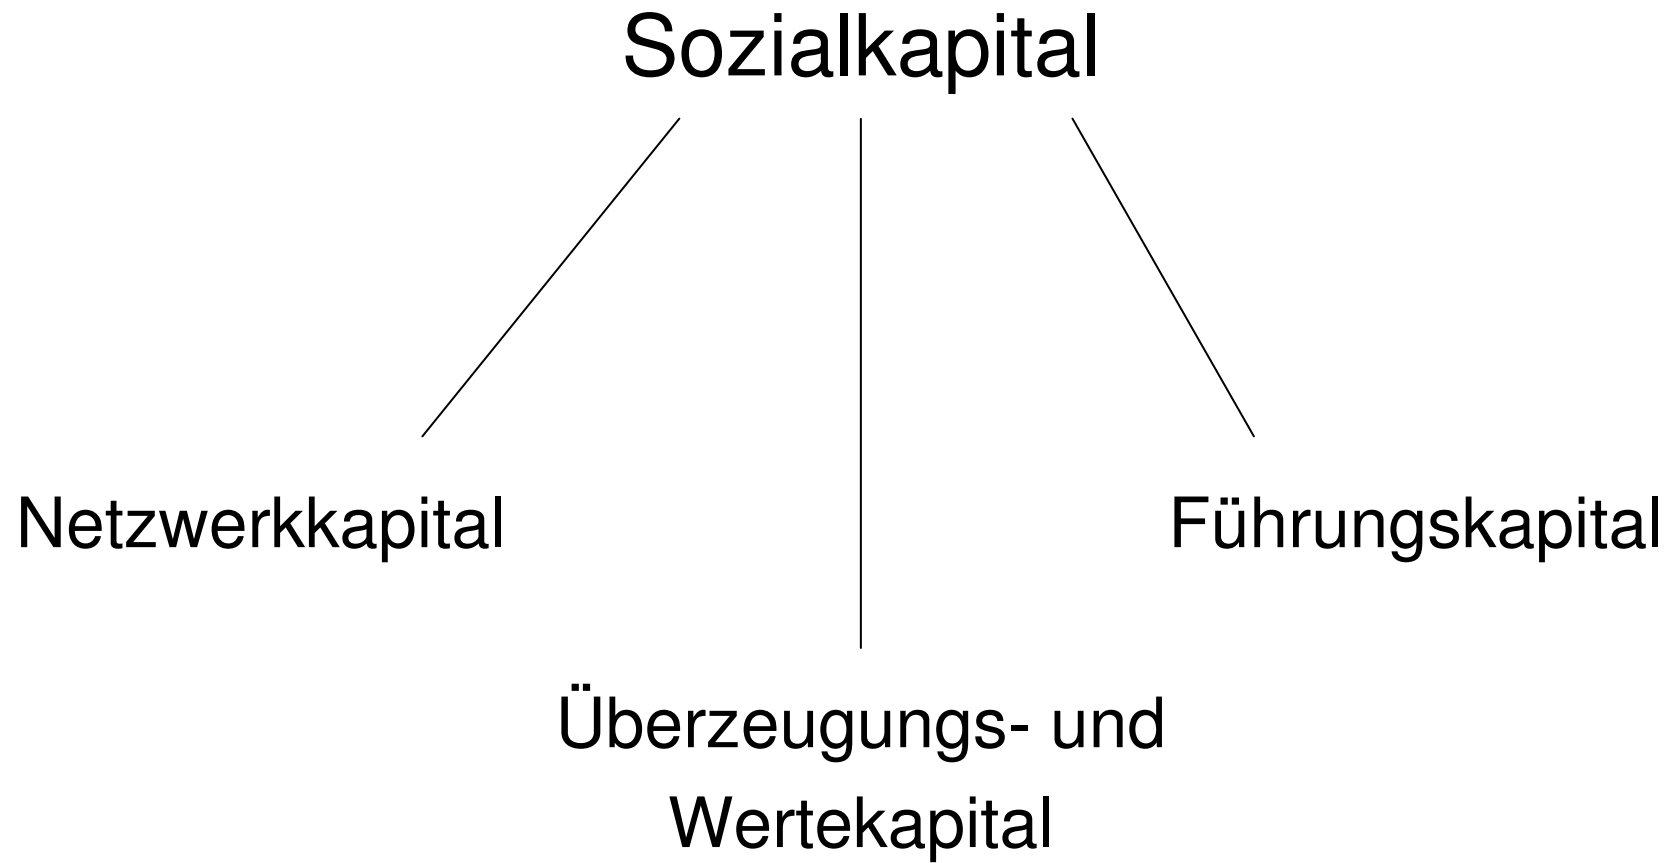 Sozialkapital
Netzwerkkapital
Führungskapital
Überzeugungs- und
Wertekapital